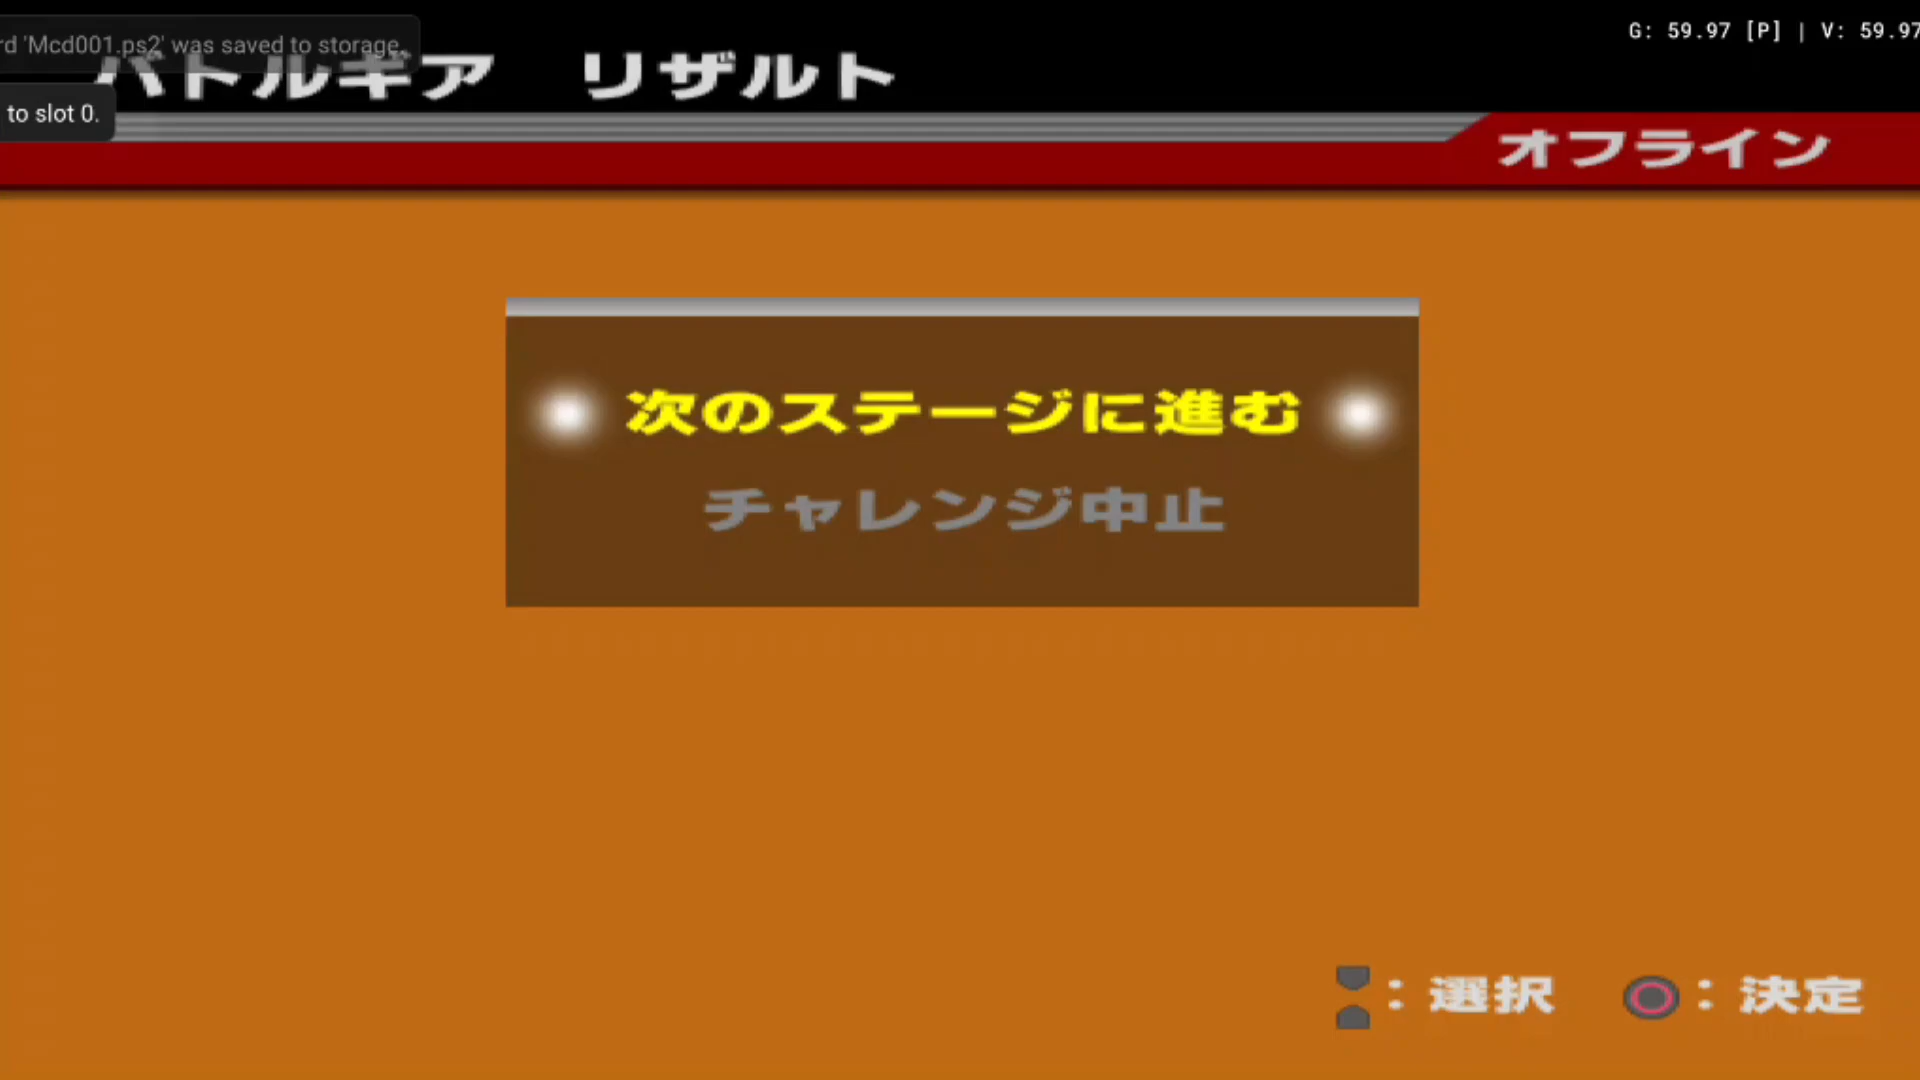 rd 'Mcd001.ps2' was saved to storage.
G: 59.97 [P] | V: 59.97
バトルギア　リザルト
to slot 0.
オフライン
次のステージに進む
チャレンジ中止
：選択　：決定